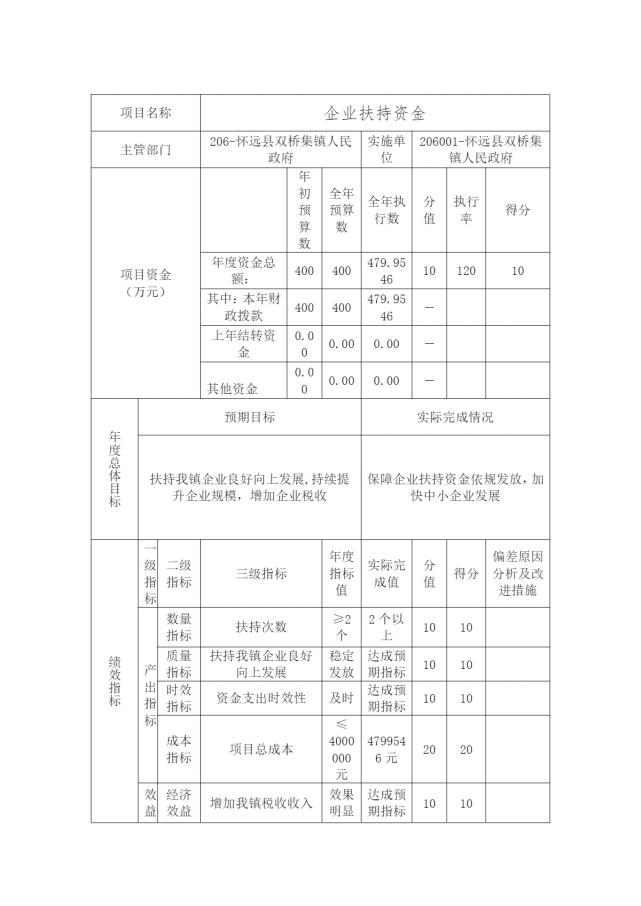 项目名称 企业扶持资金
主管部门 206-怀远县双桥集镇人民政府 实施单位 206001-怀远县双桥集镇人民政府
项目资金（万元） 年初预算数 全年预算数 全年执行数 分值 执行率 得分
年度资金总额： 400 400 479.9546 10 120 10
其中：本年财政拨款 400 400 479.9546 －
上年结转资金 0.00 0.00 0.00 －
其他资金 0.00 0.00 0.00 －
年度总体目标 预期目标 实际完成情况
扶持我镇企业良好向上发展,持续提升企业规模，增加企业税收 保障企业扶持资金依规发放，加快中小企业发展
绩效指标 一级指标 二级指标 三级指标 年度指标值 实际完成值 分值 得分 偏差原因分析及改进措施
产出指标 数量指标 扶持次数 ≥2个 2个以上 10 10
质量指标 扶持我镇企业良好向上发展 稳定发放 达成预期指标 10 10
时效指标 资金支出时效性 及时 达成预期指标 10 10
成本指标 项目总成本 ≤4000000元 4799546元 20 20
效益 经济效益 增加我镇税收收入 效果明显 达成预期指标 10 10